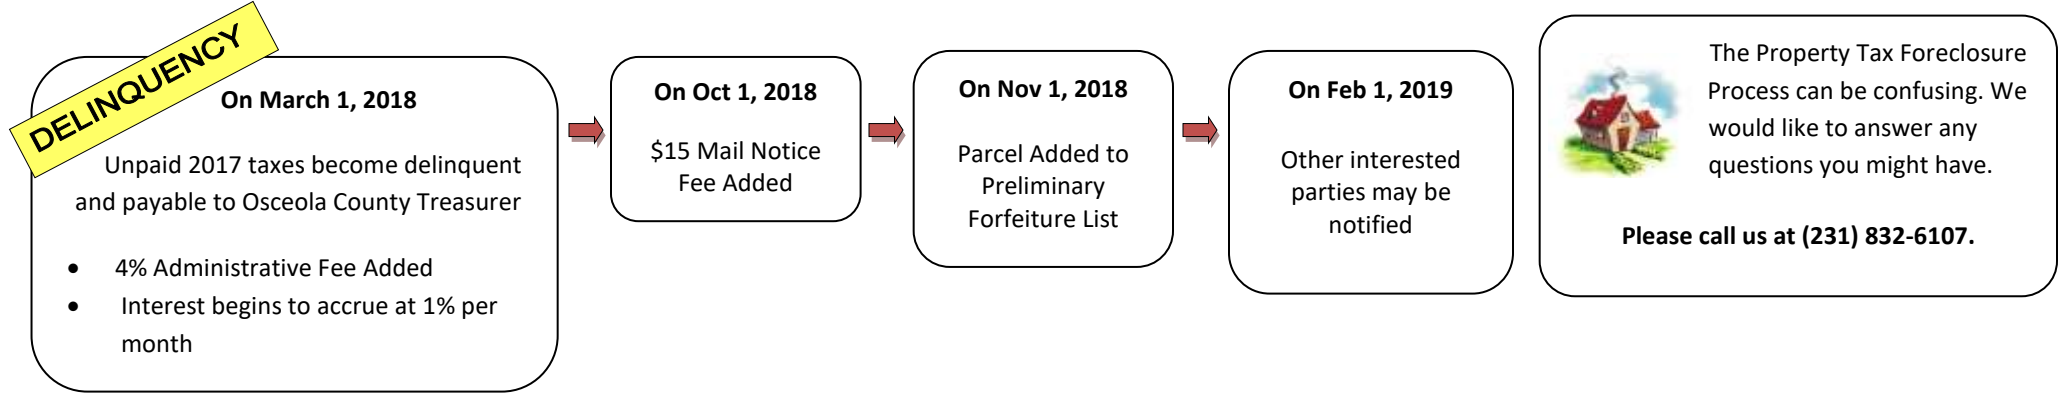 DELINQUENCY
On March 1, 2018
Unpaid 2017 taxes become delinquent
and payable to Osceola County Treasurer
• 4% Administrative Fee Added
• Interest begins to accrue at 1% per
month
On Oct 1, 2018
$15 Mail Notice
Fee Added
On Nov 1, 2018
Parcel Added to
Preliminary
Forfeiture List
On Feb 1, 2019
Other interested
parties may be
notified
The Property Tax Foreclosure
Process can be confusing. We
would like to answer any
questions you might have.
Please call us at (231) 832-6107.